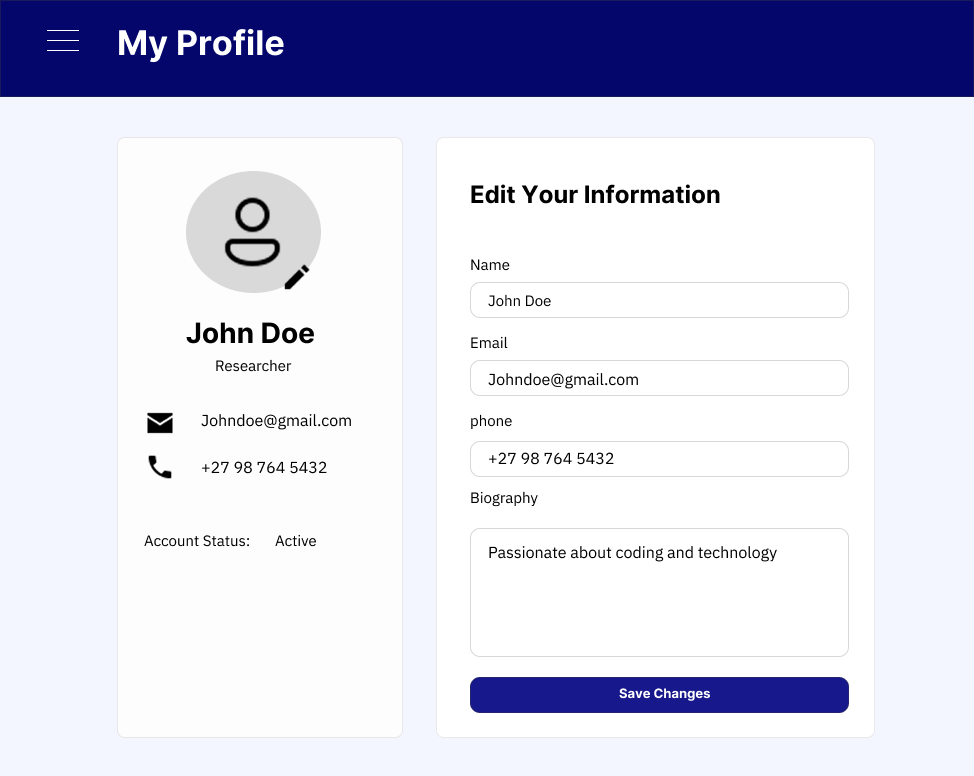 My Profile
John Doe
Researcher
Johndoe@gmail.com
+27 98 764 5432
Account Status: Active
Edit Your Information
Name
John Doe
Email
Johndoe@gmail.com
phone
+27 98 764 5432
Biography
Passionate about coding and technology
Save Changes